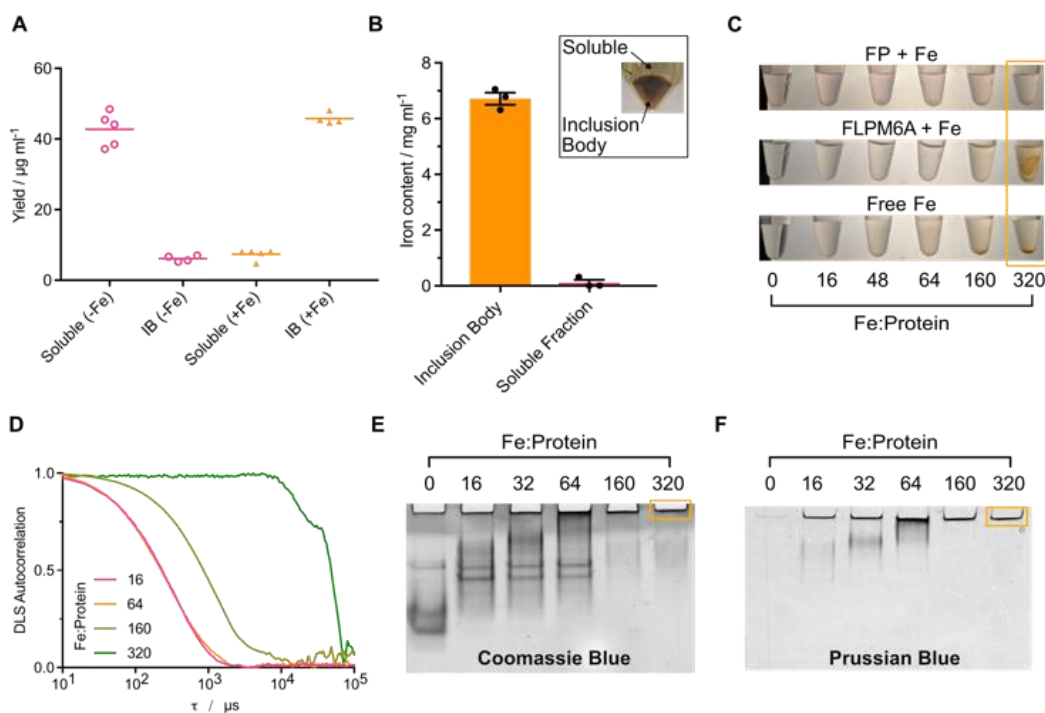 A
Yield / µg ml⁻¹
60
40
20
0
Soluble (-Fe)
IB (-Fe)
Soluble (+Fe)
IB (+Fe)
B
Iron content / mg ml⁻¹
8
6
4
2
0
Inclusion Body
Soluble Fraction
Soluble
Inclusion
Body
C
FP + Fe
FLPM6A + Fe
Free Fe
0 16 48 64 160 320
Fe:Protein
D
DLS Autocorrelation
1.0
0.5
0.0
Fe:Protein
16
64
160
320
10¹ 10² 10³ 10⁴ 10⁵
τ / µs
E
Fe:Protein
0 16 32 64 160 320
Coomassie Blue
F
Fe:Protein
0 16 32 64 160 320
Prussian Blue